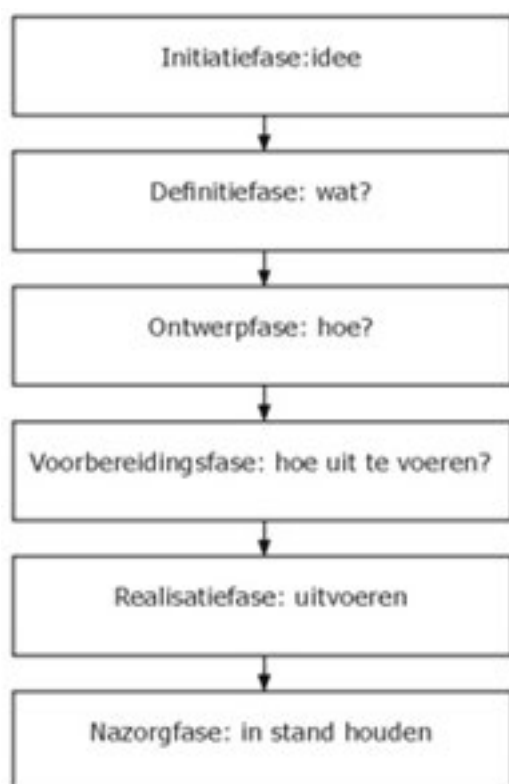 Initiatiefase:idee
Definitiefase: wat?
Ontwerpfase: hoe?
Voorbereidingsfase: hoe uit te voeren?
Realisatiefase: uitvoeren
Nazorgfase: in stand houden